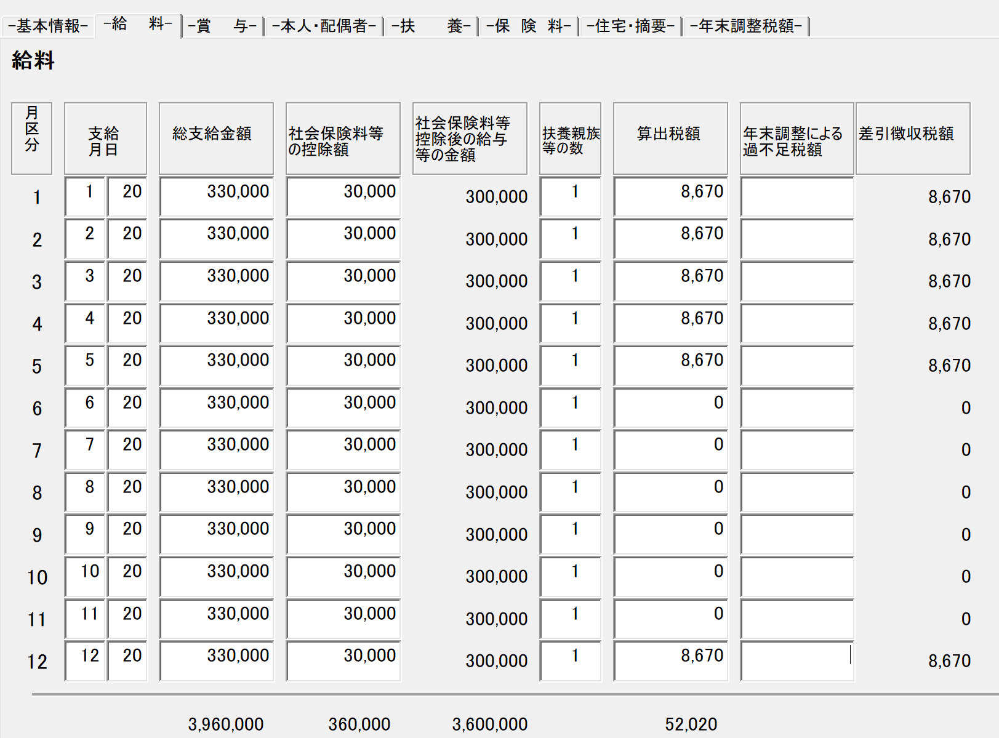 -基本情報- -給　料- -賞　与- -本人・配偶者- -扶　養- -保 険 料- -住宅・摘要- -年末調整税額-
給料
月
区
分
支給
月日
総支給金額
社会保険料等
の控除額
社会保険料等
控除後の給与
等の金額
扶養親族
等の数
算出税額
年末調整による
過不足税額
差引徴収税額
1 1 20 330,000 30,000 300,000 1 8,670 8,670
2 2 20 330,000 30,000 300,000 1 8,670 8,670
3 3 20 330,000 30,000 300,000 1 8,670 8,670
4 4 20 330,000 30,000 300,000 1 8,670 8,670
5 5 20 330,000 30,000 300,000 1 8,670 8,670
6 6 20 330,000 30,000 300,000 1 0 0
7 7 20 330,000 30,000 300,000 1 0 0
8 8 20 330,000 30,000 300,000 1 0 0
9 9 20 330,000 30,000 300,000 1 0 0
10 10 20 330,000 30,000 300,000 1 0 0
11 11 20 330,000 30,000 300,000 1 0 0
12 12 20 330,000 30,000 300,000 1 8,670 8,670
3,960,000 360,000 3,600,000 52,020